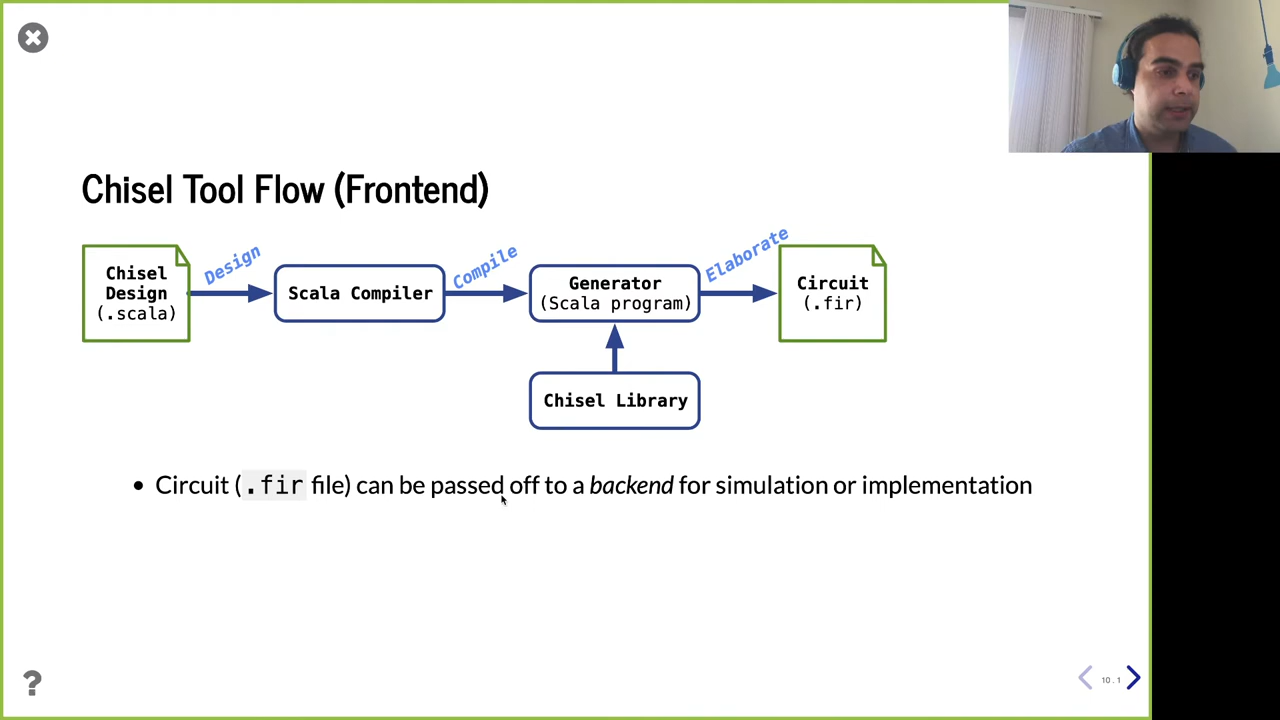 Chisel Tool Flow (Frontend)
Chisel
Design
(.scala)
Design
Scala Compiler
Compile
Generator
(Scala program)
Elaborate
Circuit
(.fir)
Chisel Library
• Circuit (.fir file) can be passed off to a backend for simulation or implementation
?
10.1